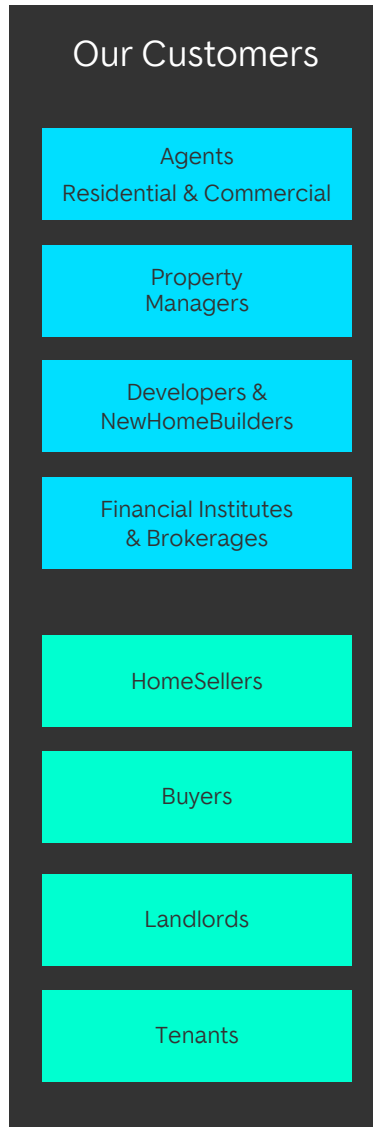 Our Customers
Agents
Residential & Commercial
Property
Managers
Developers &
NewHomeBuilders
Financial Institutes
& Brokerages
HomeSellers
Buyers
Landlords
Tenants